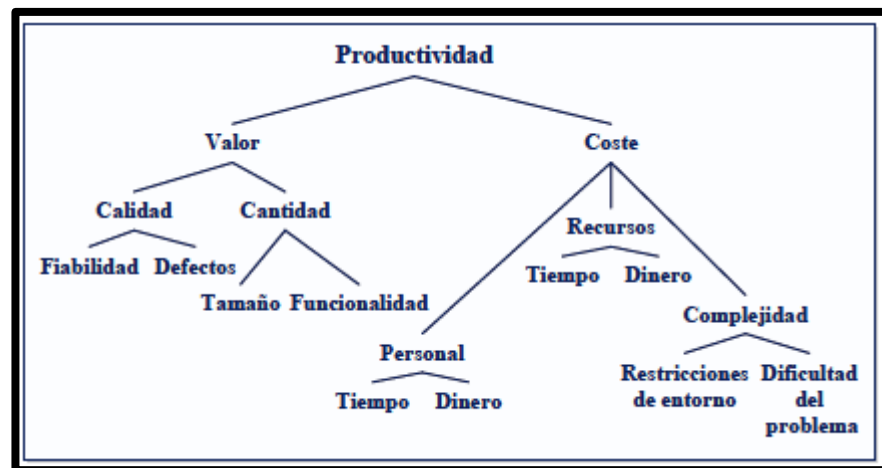 Productividad
Valor
Coste
Calidad
Cantidad
Recursos
Fiabilidad
Defectos
Tiempo
Dinero
Tamaño
Funcionalidad
Complejidad
Personal
Restricciones
de entorno
Dificultad
del
problema
Tiempo
Dinero